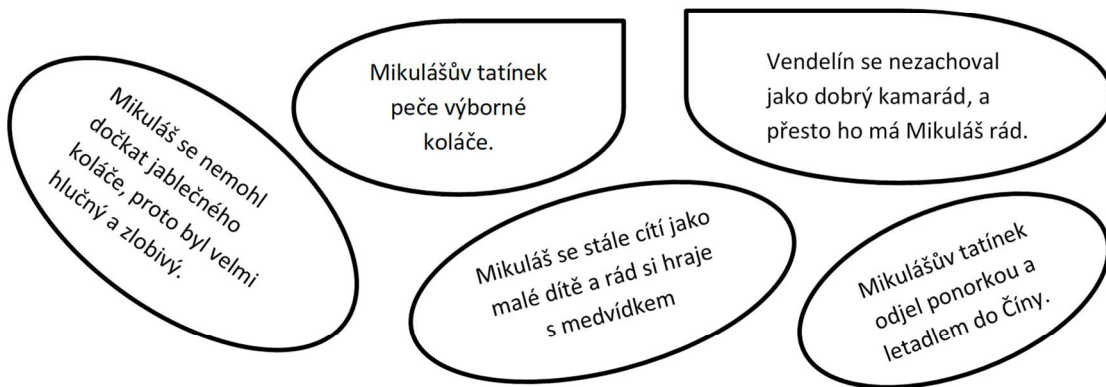 Mikuláš se nemohl
dočkat jablečného
koláče, proto byl velmi
hlučný a zlobivý.
Mikulášův tatínek
peče výborné
koláče.
Vendelín se nezachoval
jako dobrý kamarád, a
přesto ho má Mikuláš rád.
Mikuláš se stále cítí jako
malé dítě a rád si hraje
s medvídkem
Mikulášův tatínek
odjel ponorkou a
letadlem do Číny.